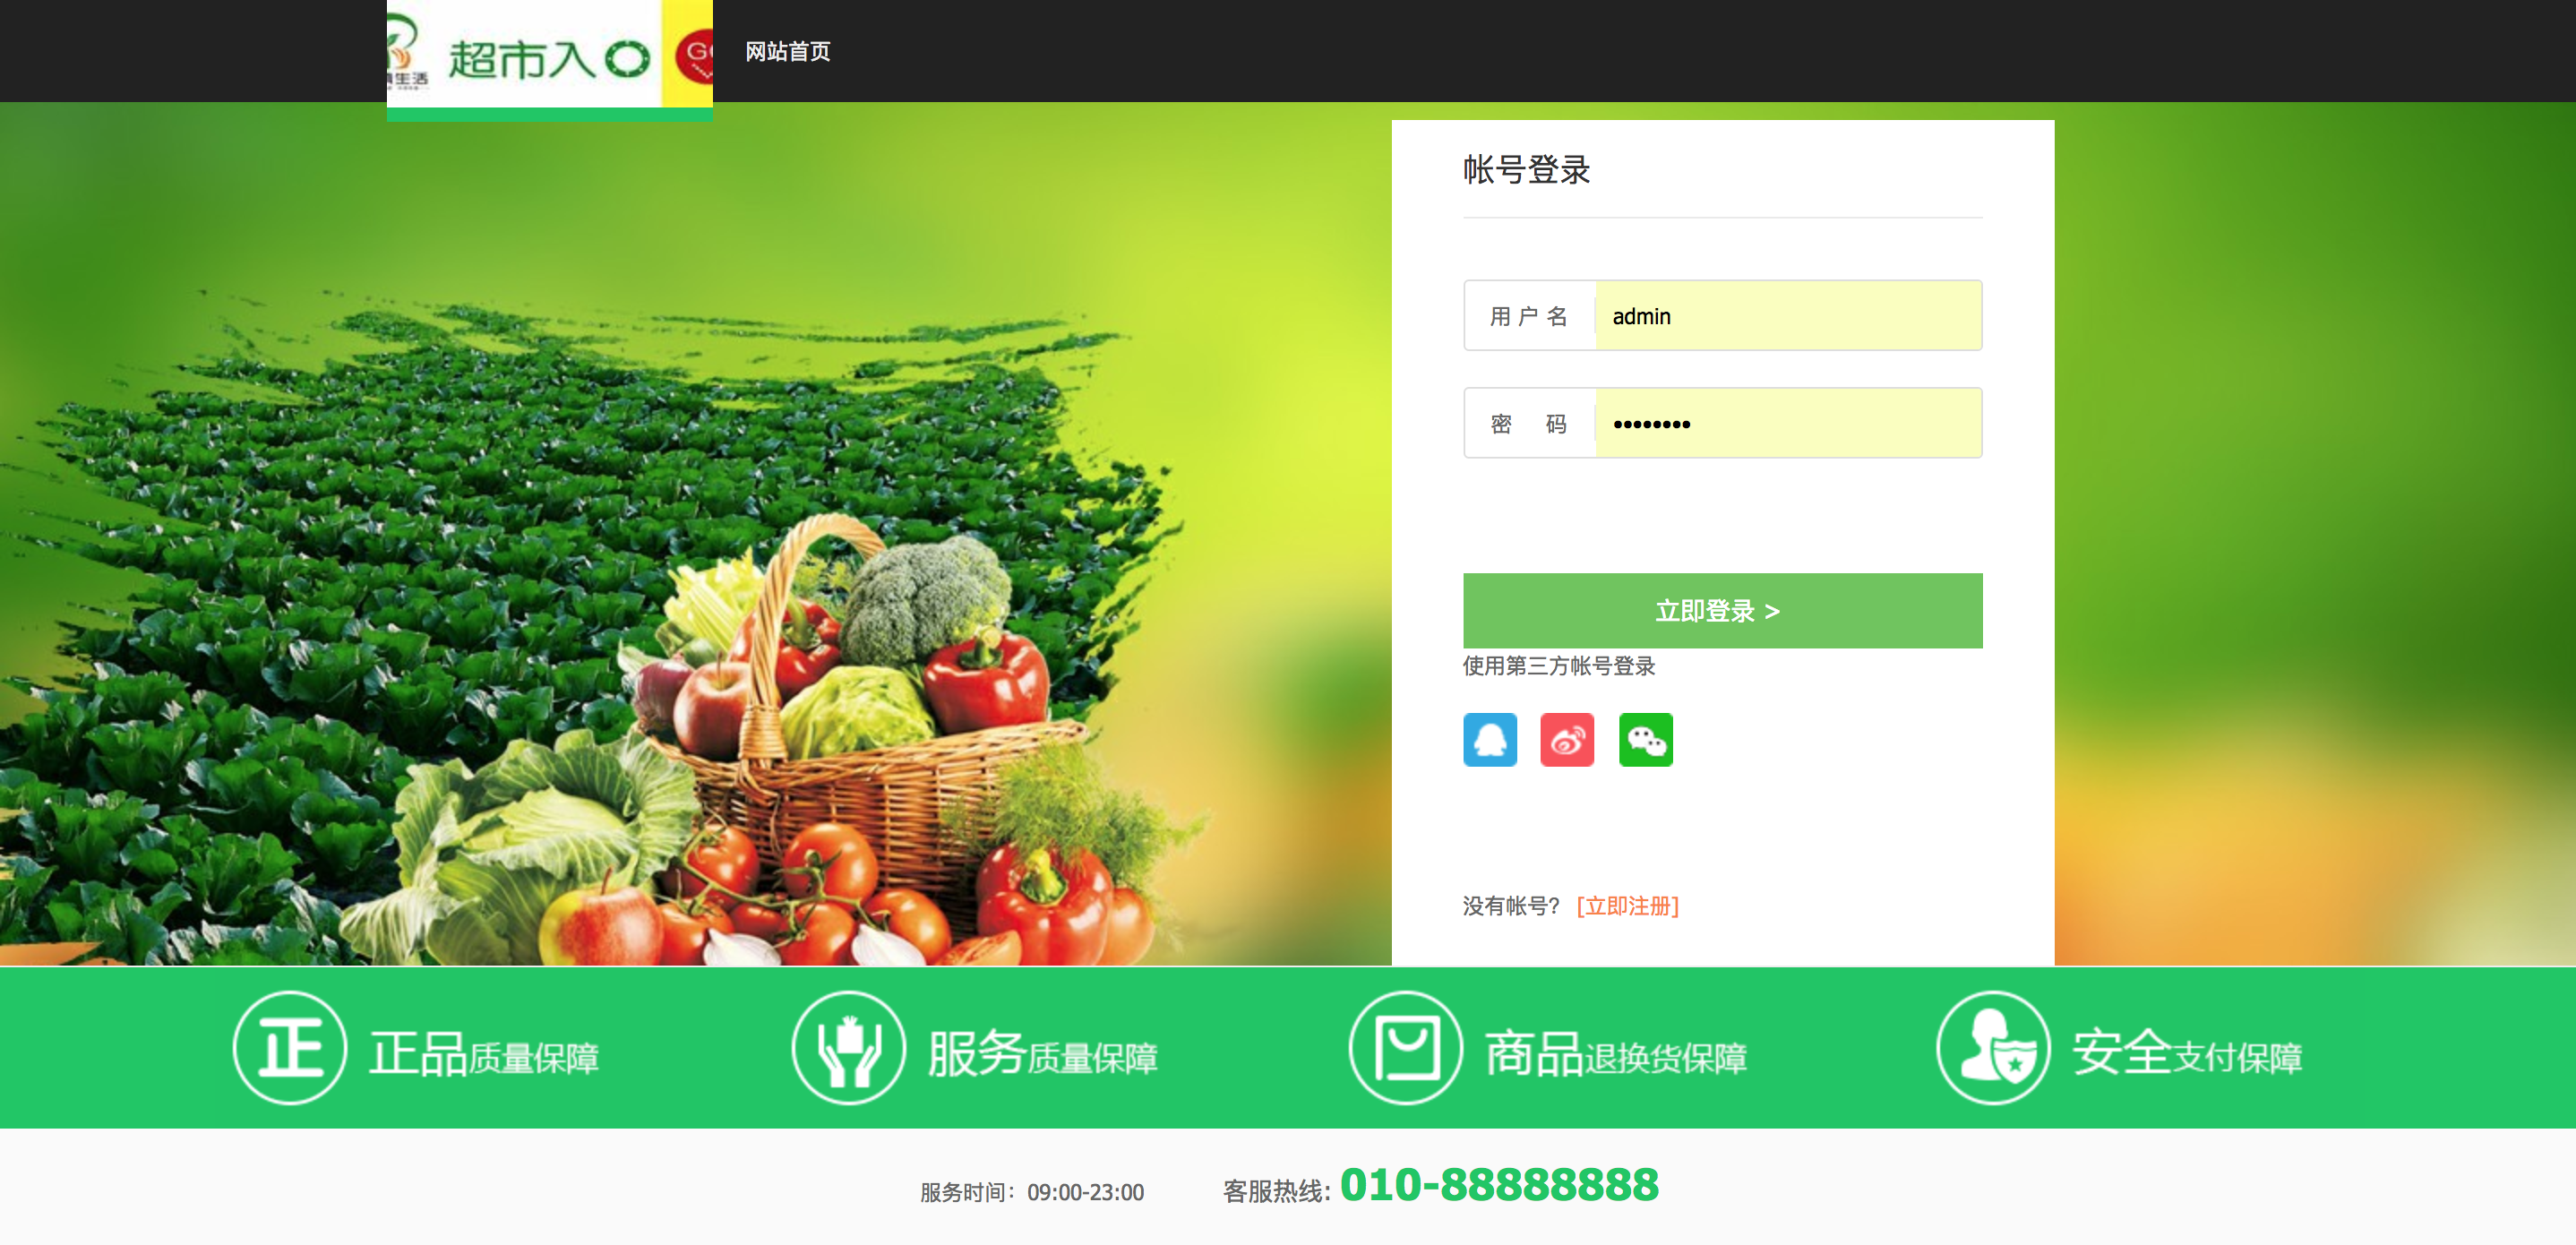 超市入口
生活
网站首页
帐号登录
用户名 admin
密 码 ••••••••
立即登录 >
使用第三方帐号登录
没有帐号? [立即注册]
正 正品质量保障
服务质量保障
商品退换货保障
安全支付保障
服务时间：09:00-23:00 客服热线: 010-88888888